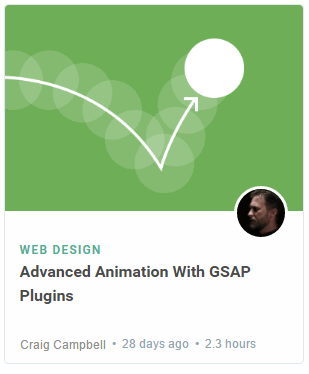 WEB DESIGN
Advanced Animation With GSAP
Plugins
Craig Campbell • 28 days ago • 2.3 hours